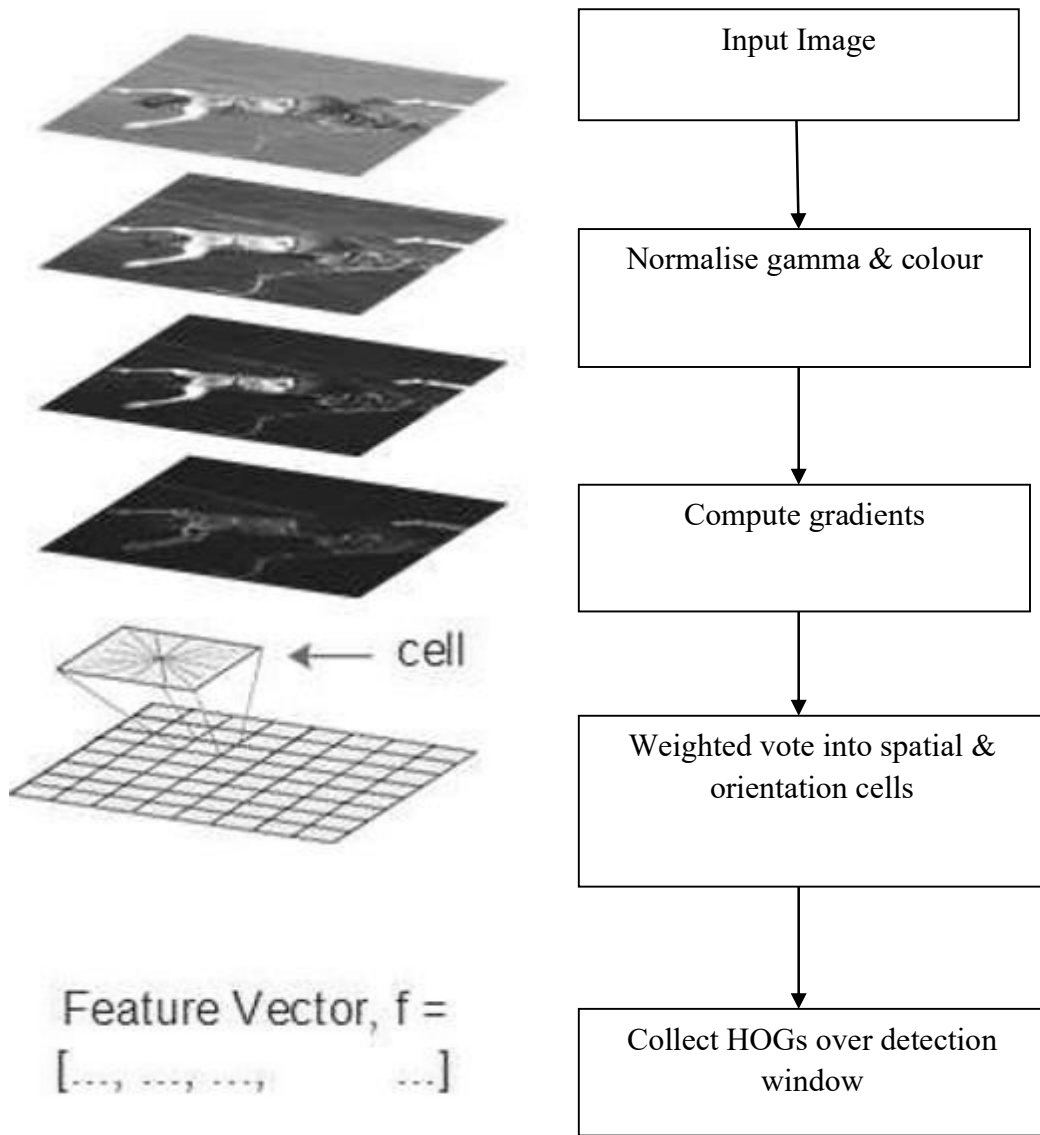 Input Image
Normalise gamma & colour
Compute gradients
cell
Weighted vote into spatial &
orientation cells
Feature Vector, f =
[..., ..., ..., ...]
Collect HOGs over detection
window